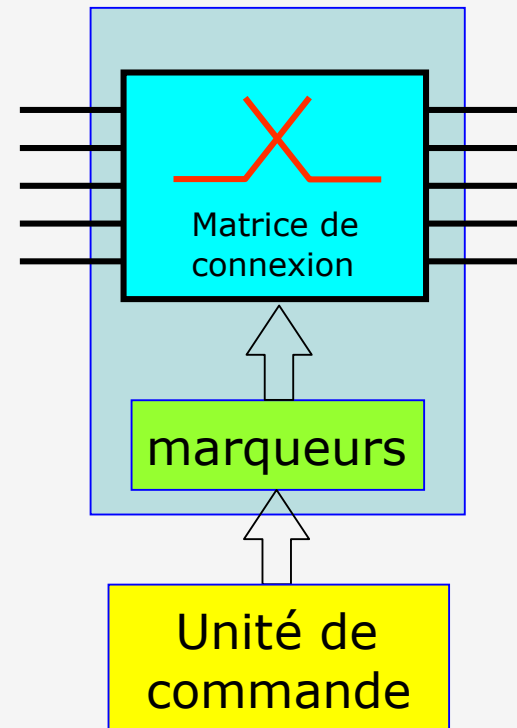 Matrice de
connexion
marqueurs
Unité de
commande